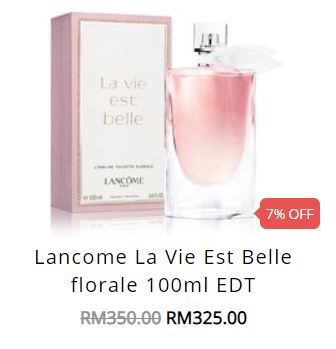 La vie
est
belle
L'EAU DE TOILETTE FLORALE
LANCÔME
PARIS
7% OFF
Lancome La Vie Est Belle
florale 100ml EDT
RM350.00 RM325.00